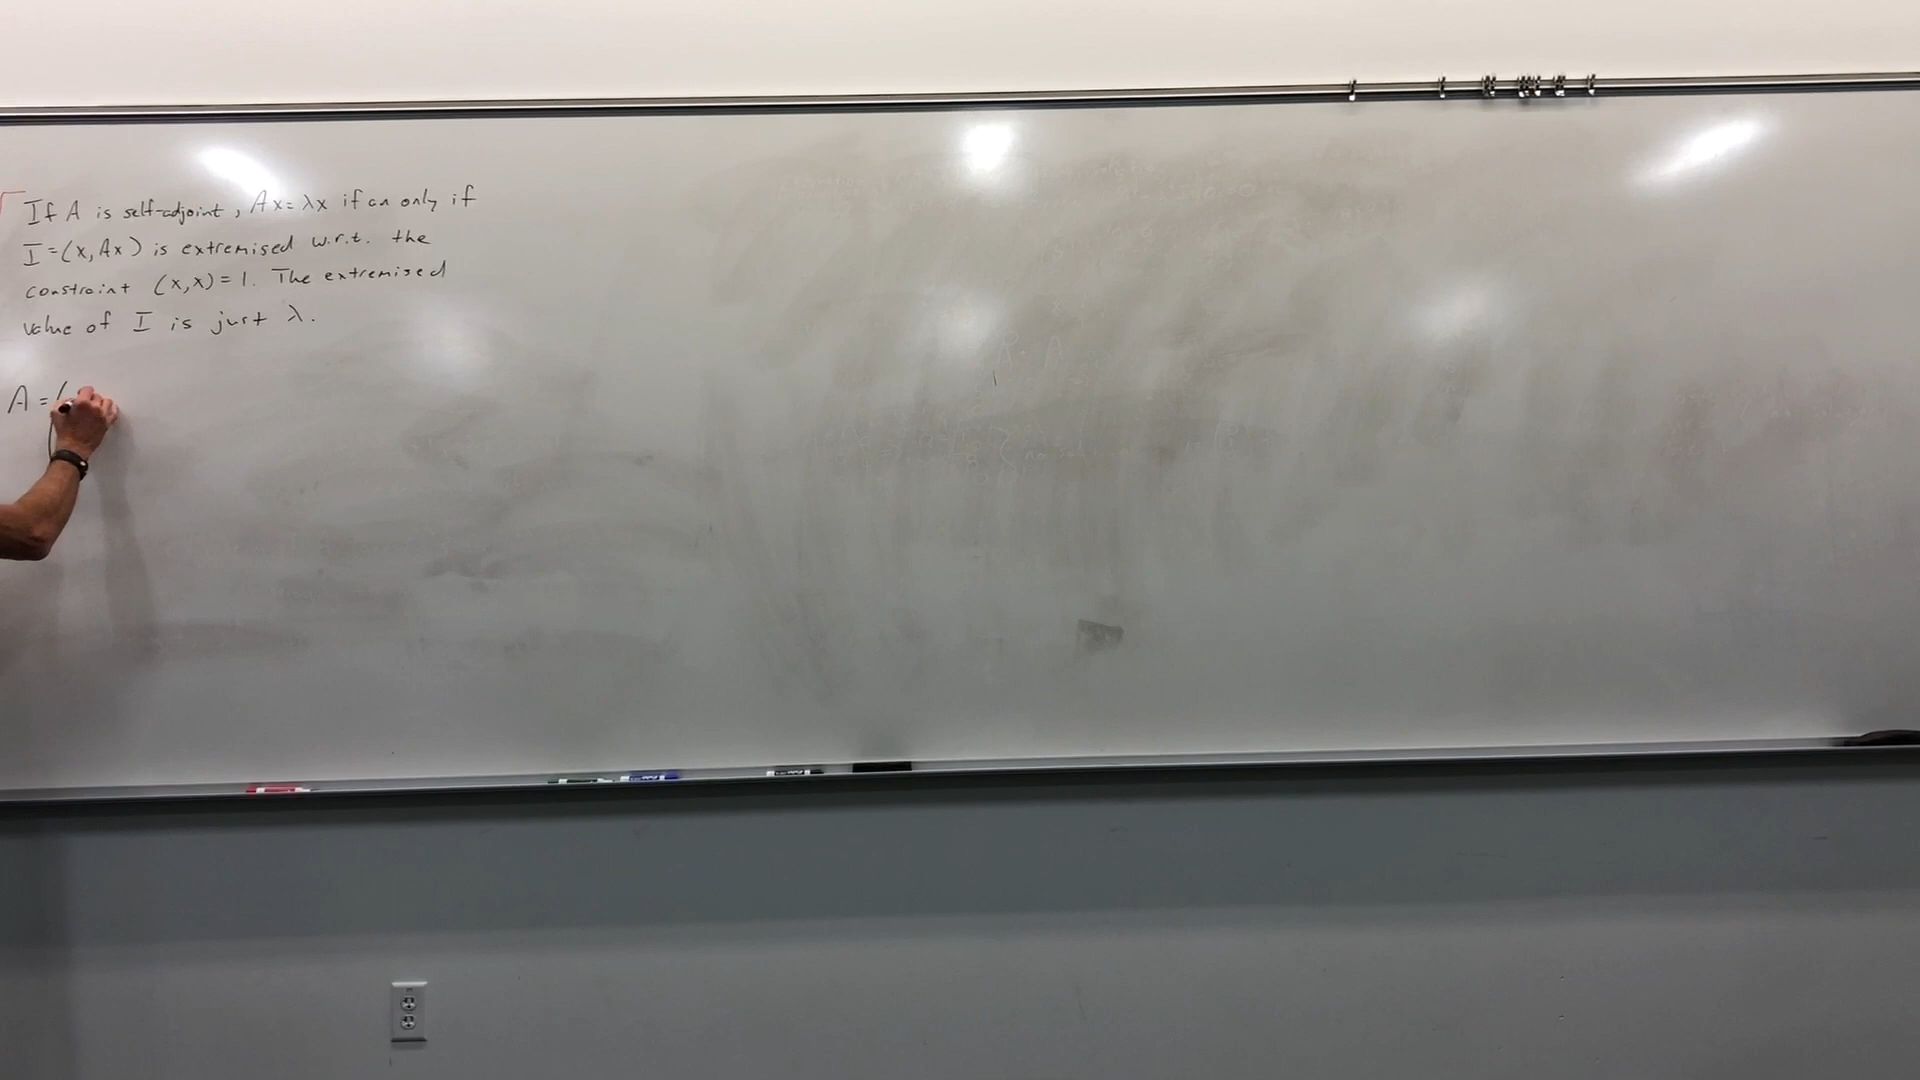 If A is self-adjoint, Ax=λx if an only if
I=(x,Ax) is extremised w.r.t. the
constraint (x,x)=1. The extremised
value of I is just λ.
A=(